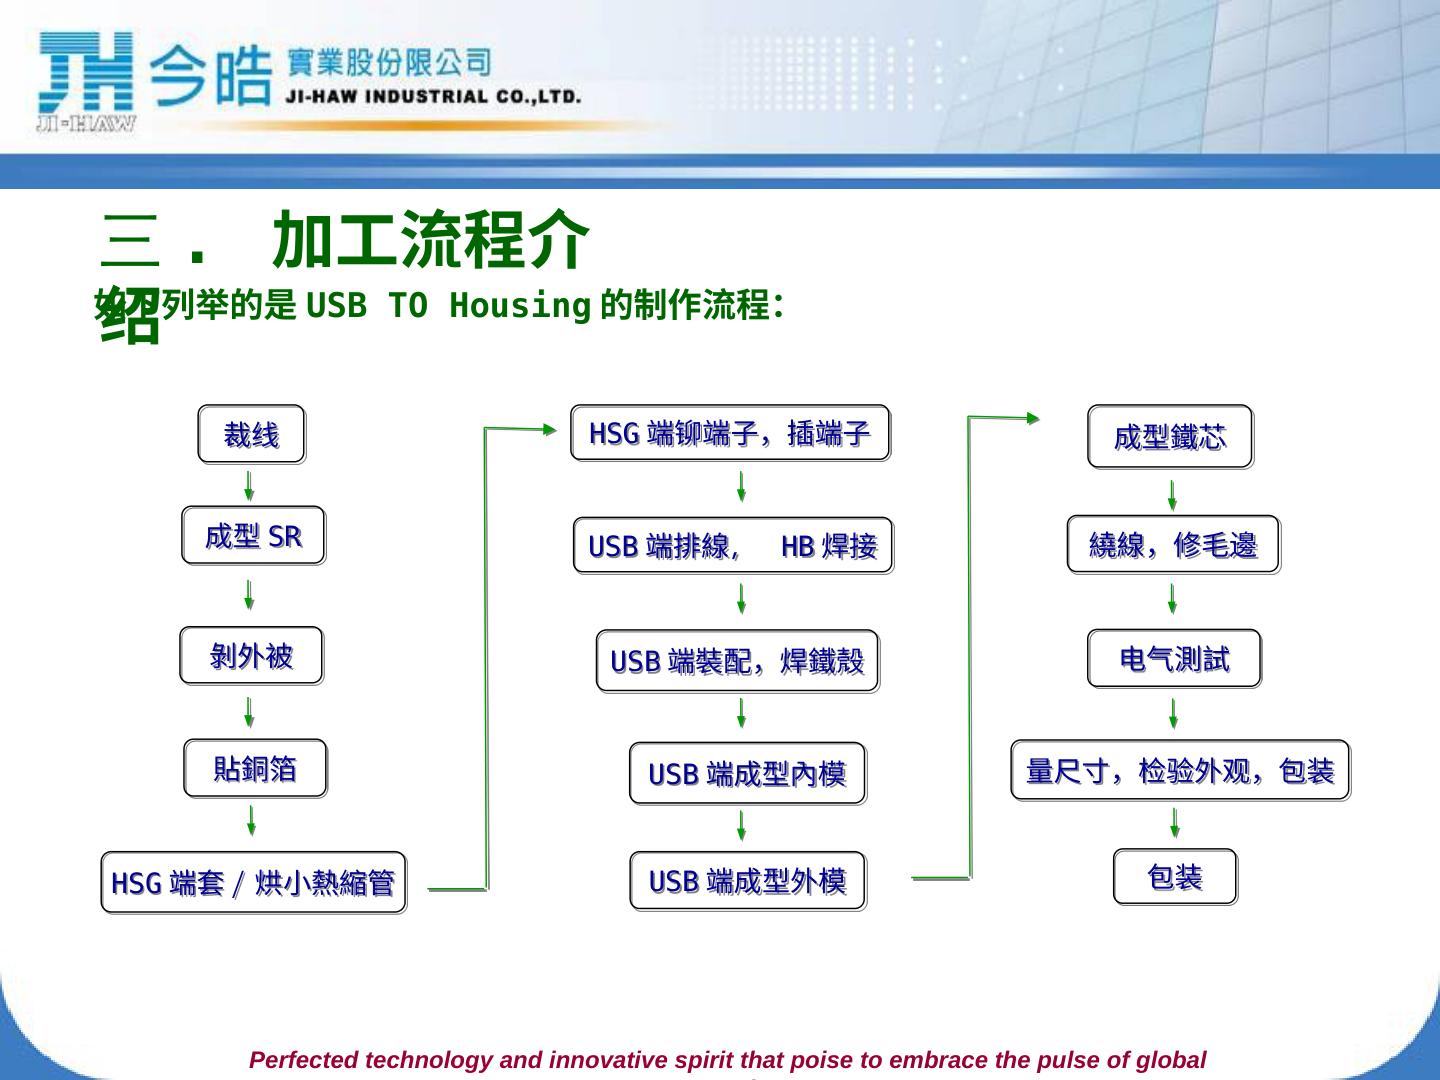 今皓 實業股份限公司
JI-HAW INDUSTRIAL CO.,LTD.
JI-HAW
三. 加工流程介
绍
列举的是 USB TO Housing 的制作流程:
裁线
成型 SR
剝外被
貼銅箔
HSG 端套 / 烘小熱縮管
HSG 端铆端子，插端子
USB 端排線， HB 焊接
USB 端裝配，焊鐵殼
USB 端成型內模
USB 端成型外模
成型鐵芯
繞線，修毛邊
电气测試
量尺寸，检验外观，包装
包装
Perfected technology and innovative spirit that poise to embrace the pulse of global